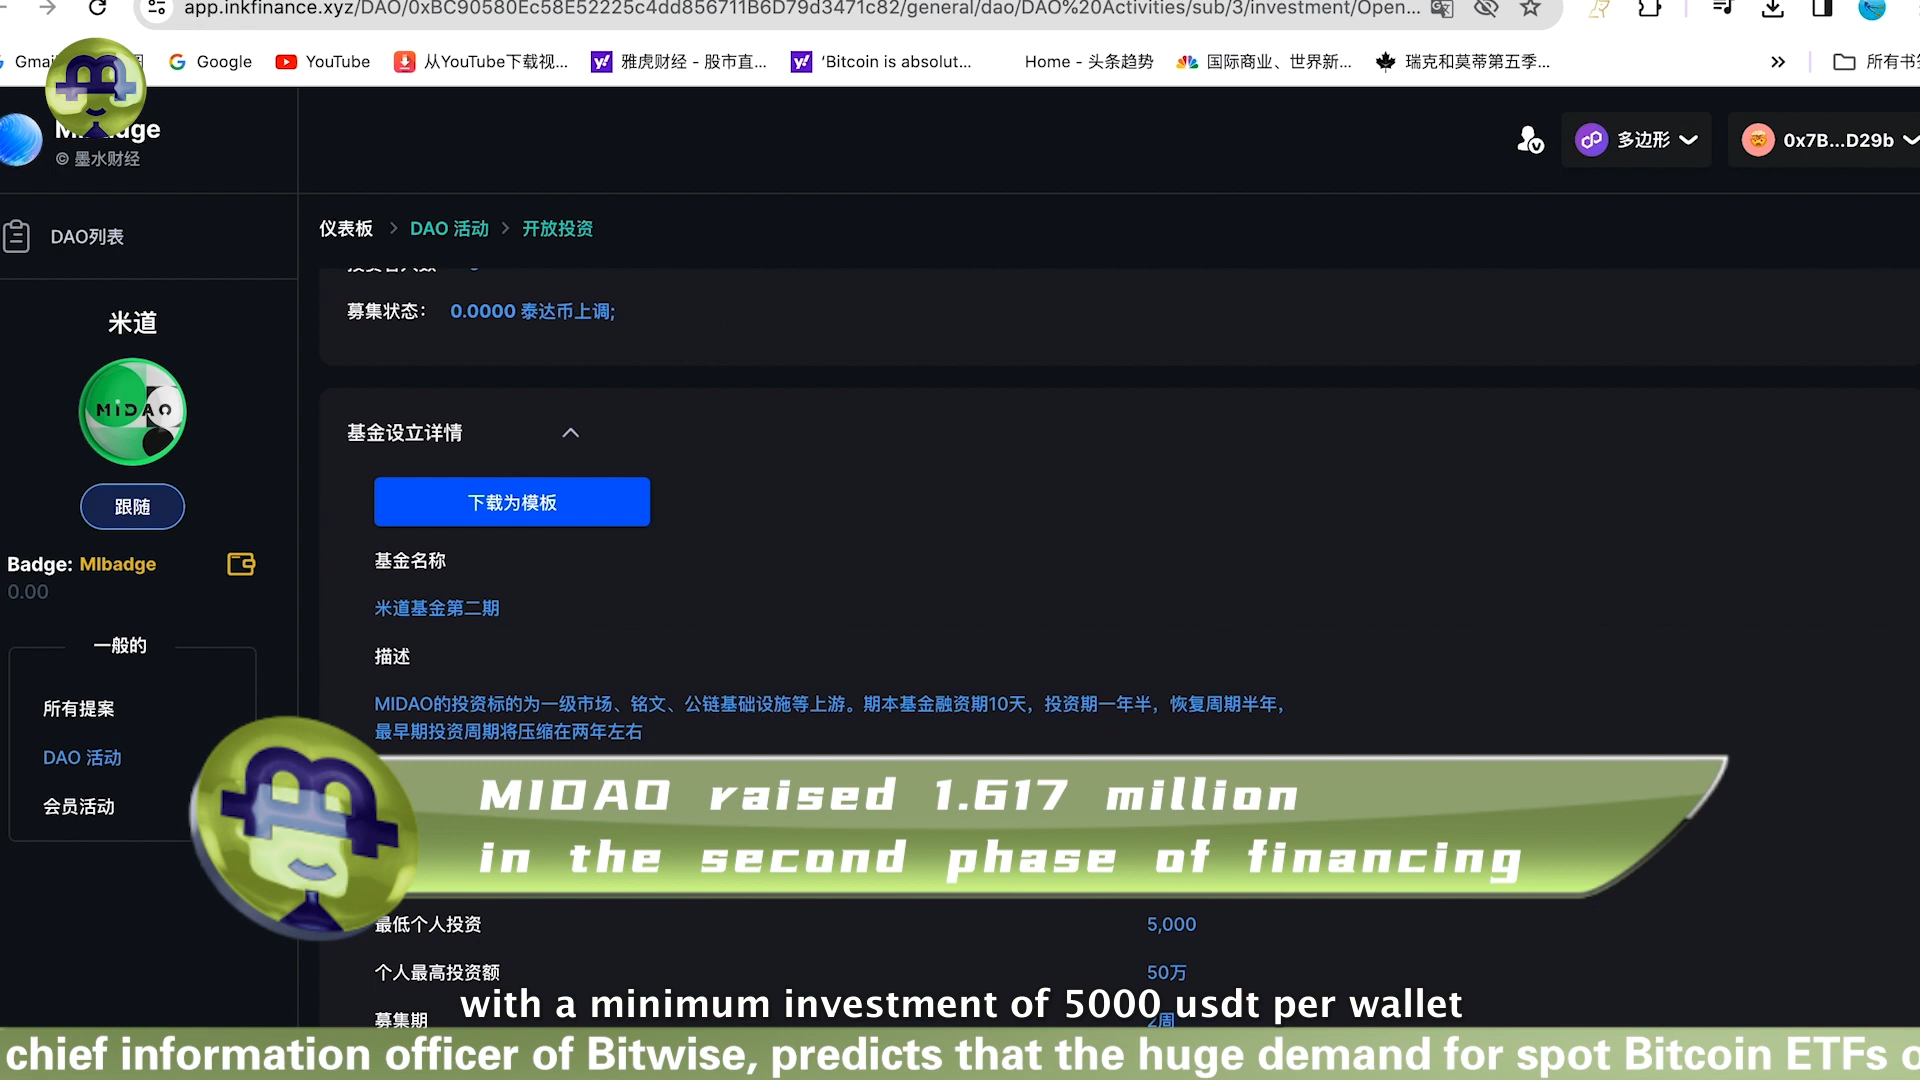 app.inkfinance.xyz/DAO/0xBC90580Ec58E52225c4dd856711B6D79d3471c82/general/dao/DAO%20Activities/sub/3/investment/Open...
Google
YouTube
从YouTube下载视...
雅虎财经 - 股市直...
'Bitcoin is absolut...
Home - 头条趋势
国际商业、世界新...
瑞克和莫蒂第五季...
© 墨水财经
多边形
0x7B...D29b
DAO列表
仪表板 > DAO 活动 > 开放投资
募集状态： 0.0000 泰达币上调;
米道
MIDAO
跟随
Badge: MIbadge
0.00
一般的
所有提案
DAO 活动
会员活动
基金设立详情
下载为模板
基金名称
米道基金第二期
描述
MIDAO的投资标的为一级市场、铭文、公链基础设施等上游。期本基金融资期10天，投资期一年半，恢复周期半年，
最早期投资周期将压缩在两年左右
MIDAO raised 1.617 million
in the second phase of financing
最低个人投资 5,000
个人最高投资额 50万
募集期 2周
with a minimum investment of 5000 usdt per wallet
chief information officer of Bitwise, predicts that the huge demand for spot Bitcoin ETFs